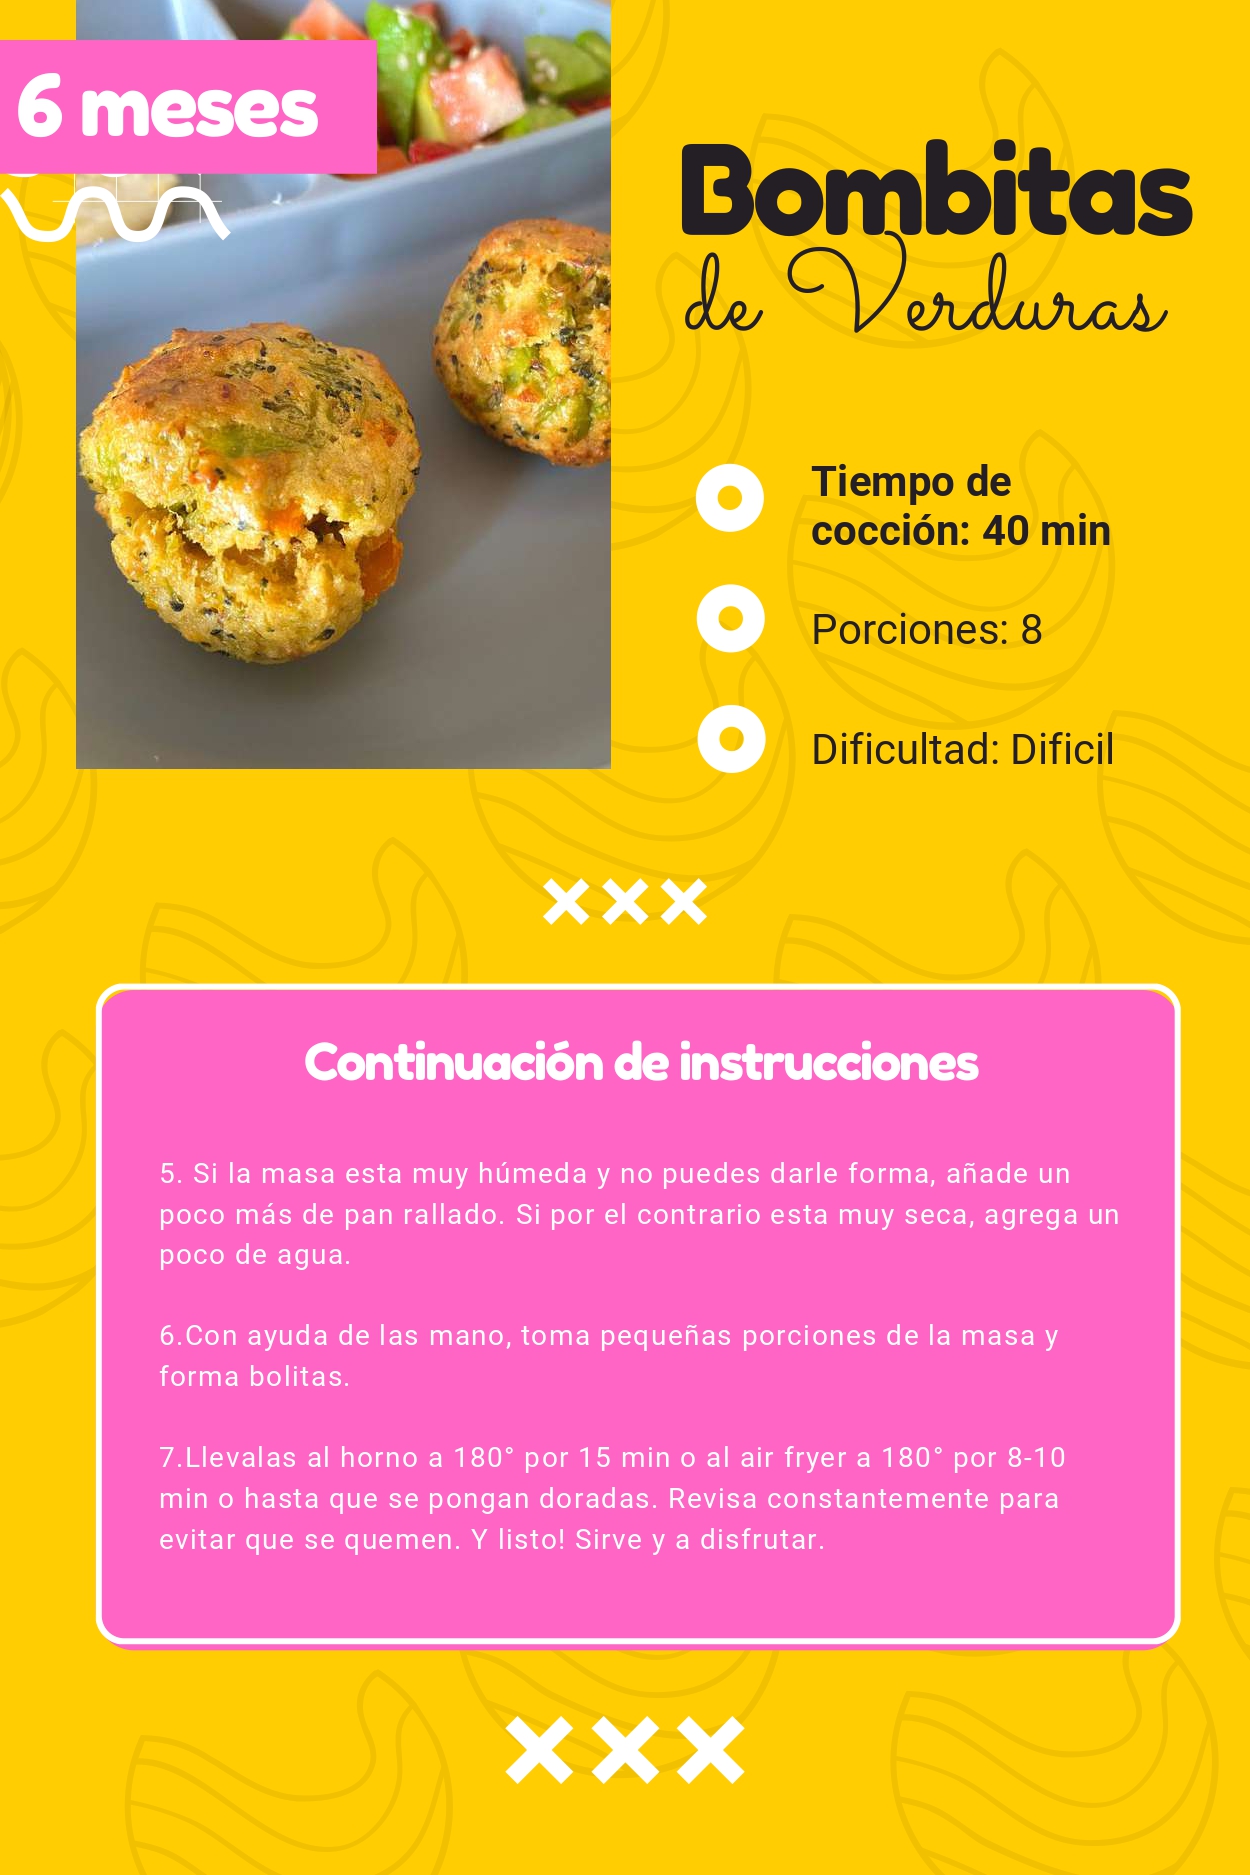 6 meses
Bombitas
de Verduras
Tiempo de
cocción: 40 min
Porciones: 8
Dificultad: Dificil
Continuación de instrucciones
5. Si la masa esta muy húmeda y no puedes darle forma, añade un
poco más de pan rallado. Si por el contrario esta muy seca, agrega un
poco de agua.
6.Con ayuda de las mano, toma pequeñas porciones de la masa y
forma bolitas.
7.Llevalas al horno a 180° por 15 min o al air fryer a 180° por 8-10
min o hasta que se pongan doradas. Revisa constantemente para
evitar que se quemen. Y listo! Sirve y a disfrutar.